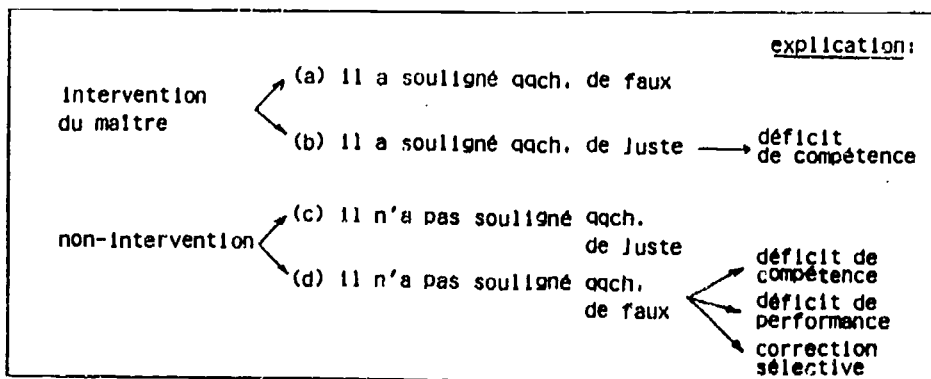 explication:
(a) il a souligné qqch. de faux
intervention
du maître
(b) il a souligné qqch. de juste
déficit
de compétence
(c) il n'a pas souligné qqch.
de juste
non-intervention
(d) il n'a pas souligné qqch.
de faux
déficit de
compétence
déficit de
performance
correction
sélective